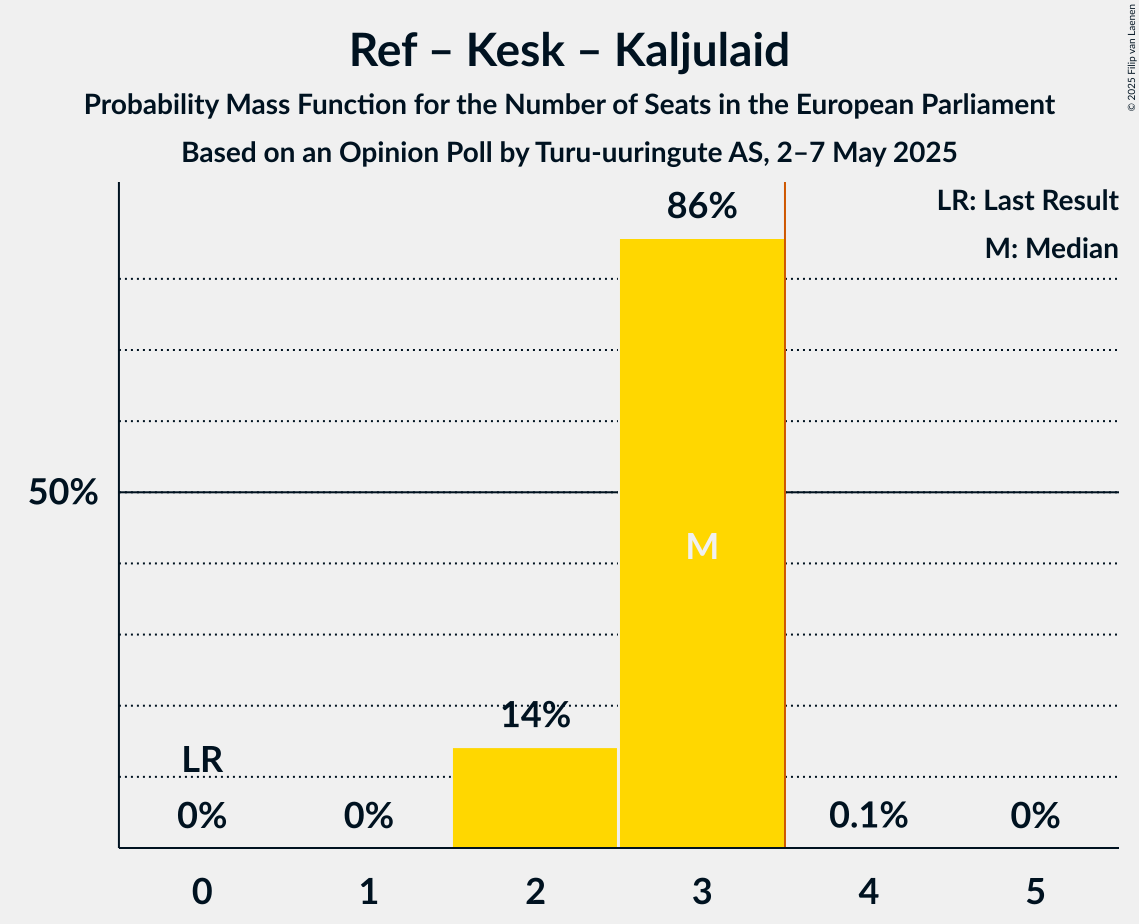 Ref – Kesk – Kaljulaid
Probability Mass Function for the Number of Seats in the European Parliament
Based on an Opinion Poll by Turu-uuringute AS, 2–7 May 2025
© 2025 Filip van Laenen
LR: Last Result
M: Median
86%
50%
M
14%
LR
0%
0%
0.1%
0%
0
1
2
3
4
5